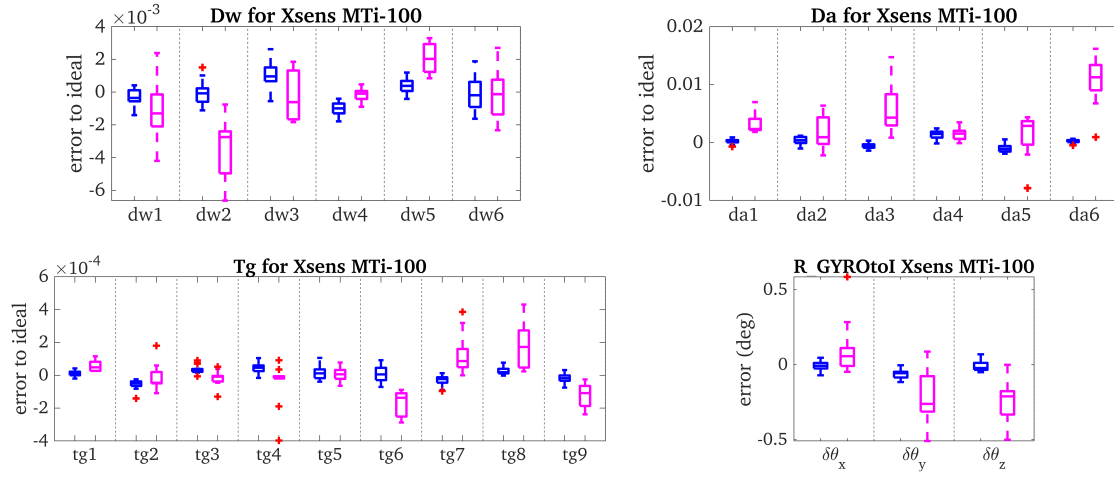 Dw for Xsens MTi-100
×10⁻³
error to ideal
4
2
0
-2
-4
-6
dw1 dw2 dw3 dw4 dw5 dw6
Da for Xsens MTi-100
error to ideal
0.02
0.01
0
-0.01
da1 da2 da3 da4 da5 da6
Tg for Xsens MTi-100
×10⁻⁴
error to ideal
6
4
2
0
-2
-4
tg1 tg2 tg3 tg4 tg5 tg6 tg7 tg8 tg9
R_GYROtoI Xsens MTi-100
error (deg)
0.5
0
-0.5
δθx δθy δθz